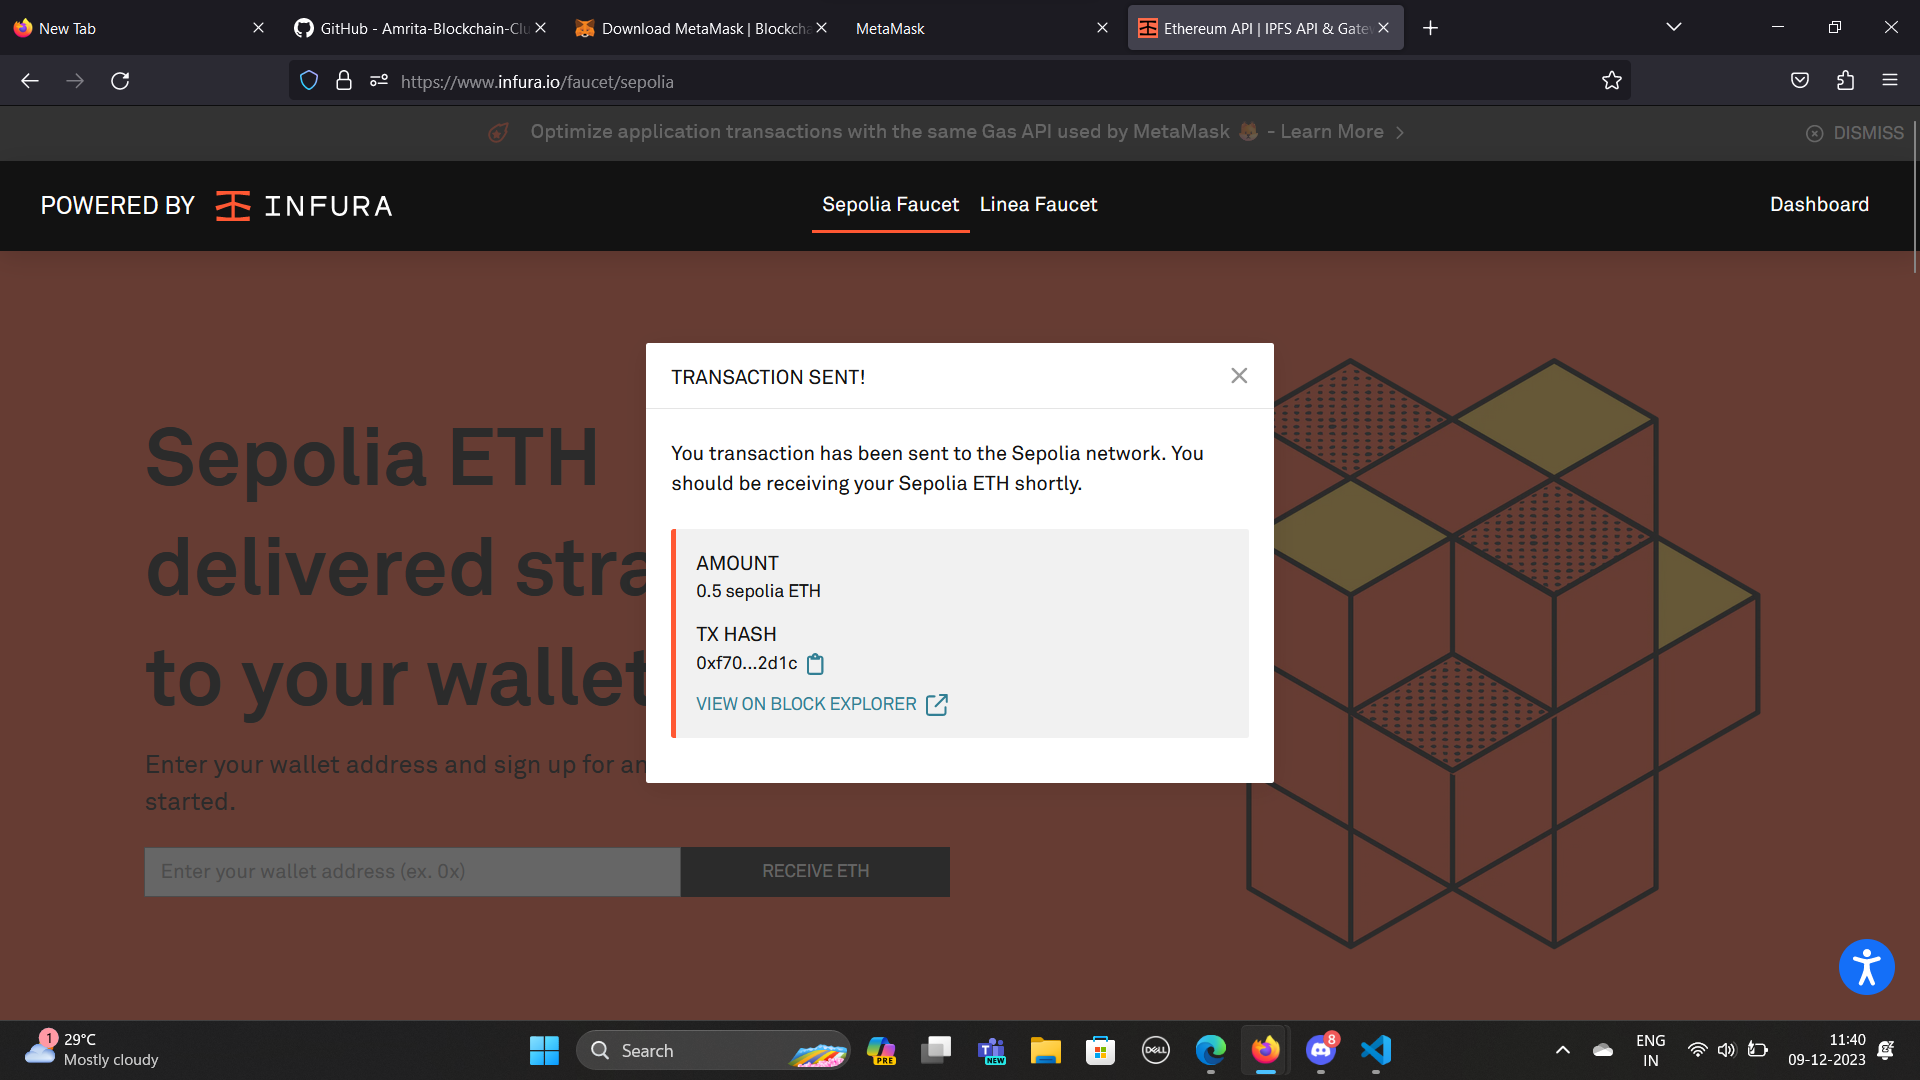 New Tab
GitHub - Amrita-Blockchain-Clu
Download MetaMask | Blockcha
MetaMask
Ethereum API | IPFS API & Gate
https://www.infura.io/faucet/sepolia
Optimize application transactions with the same Gas API used by MetaMask 🦊 - Learn More
DISMISS
POWERED BY INFURA
Sepolia Faucet
Linea Faucet
Dashboard
Sepolia ETH
delivered stra
to your wallet
Enter your wallet address and sign up for an
started.
Enter your wallet address (ex. 0x)
RECEIVE ETH
TRANSACTION SENT!
You transaction has been sent to the Sepolia network. You
should be receiving your Sepolia ETH shortly.
AMOUNT
0.5 sepolia ETH
TX HASH
0xf70...2d1c
VIEW ON BLOCK EXPLORER
1
29°C
Mostly cloudy
Search
PRE
T
NEW
DELL
8
ENG
IN
11:40
09-12-2023